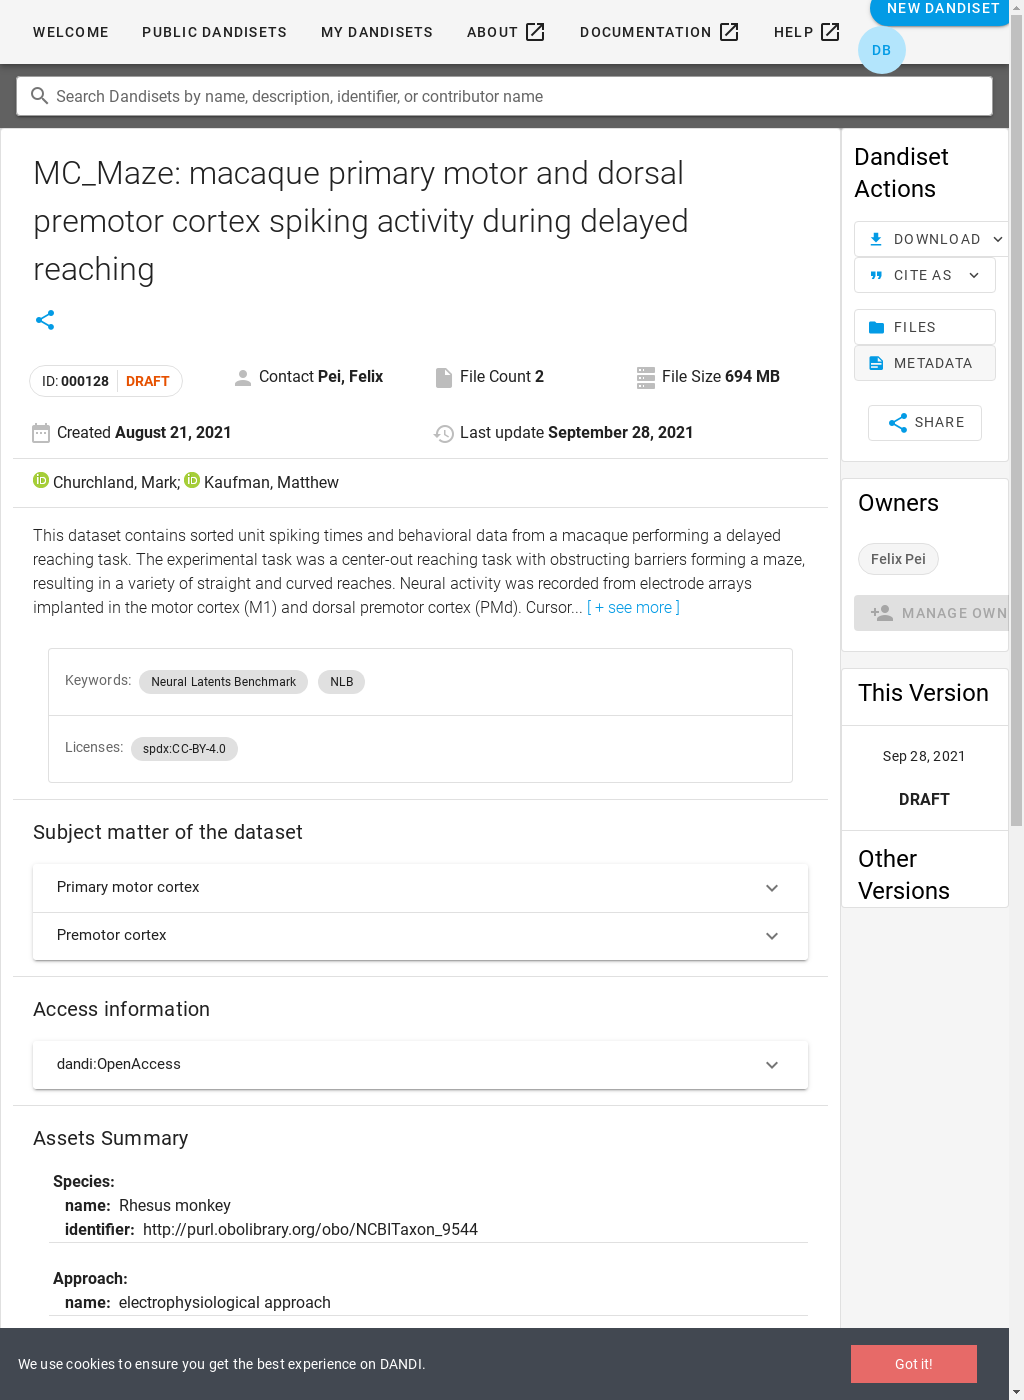 WELCOME PUBLIC DANDISETS MY DANDISETS ABOUT DOCUMENTATION HELP NEW DANDISET
DB
Search Dandisets by name, description, identifier, or contributor name
MC_Maze: macaque primary motor and dorsal
premotor cortex spiking activity during delayed
reaching
ID: 000128 DRAFT
Contact Pei, Felix
File Count 2
File Size 694 MB
Created August 21, 2021
Last update September 28, 2021
iD Churchland, Mark; iD Kaufman, Matthew
This dataset contains sorted unit spiking times and behavioral data from a macaque performing a delayed
reaching task. The experimental task was a center-out reaching task with obstructing barriers forming a maze,
resulting in a variety of straight and curved reaches. Neural activity was recorded from electrode arrays
implanted in the motor cortex (M1) and dorsal premotor cortex (PMd). Cursor... [ + see more ]
Keywords: Neural Latents Benchmark NLB
Licenses: spdx:CC-BY-4.0
Subject matter of the dataset
Primary motor cortex
Premotor cortex
Access information
dandi:OpenAccess
Assets Summary
Species:
name: Rhesus monkey
identifier: http://purl.obolibrary.org/obo/NCBITaxon_9544
Approach:
name: electrophysiological approach
Dandiset
Actions
DOWNLOAD
CITE AS
FILES
METADATA
SHARE
Owners
Felix Pei
MANAGE OWN
This Version
Sep 28, 2021
DRAFT
Other
Versions
We use cookies to ensure you get the best experience on DANDI.
Got it!